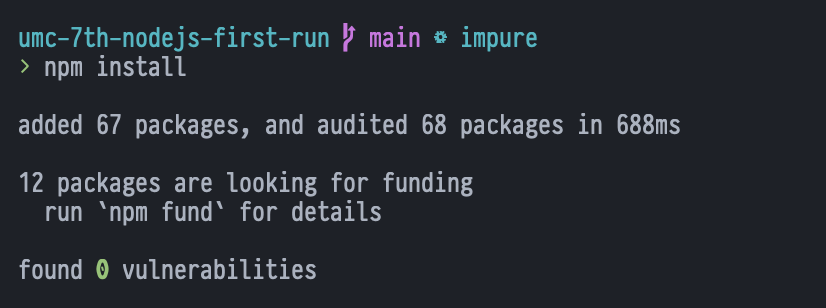 umc-7th-nodejs-first-run main impure
> npm install
added 67 packages, and audited 68 packages in 688ms
12 packages are looking for funding
run `npm fund` for details
found 0 vulnerabilities